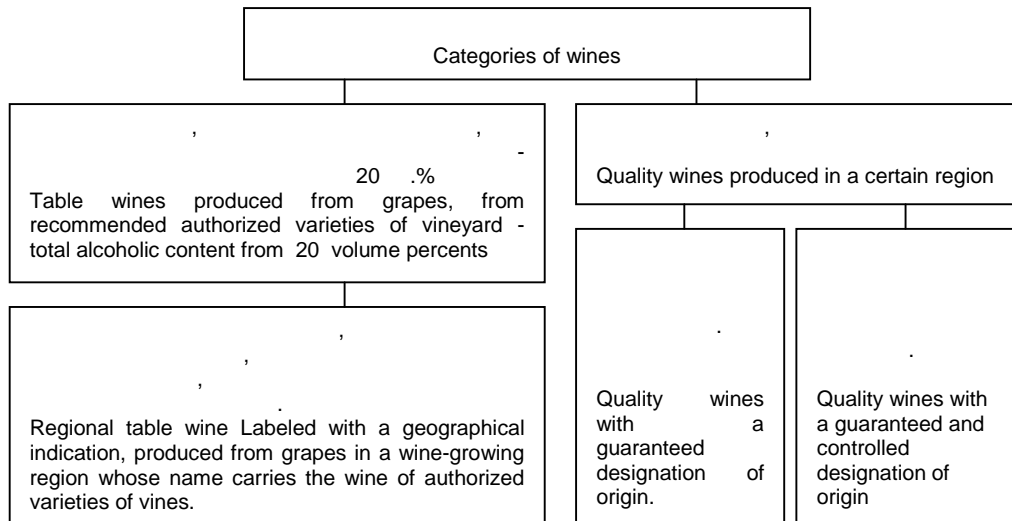 Categories of wines
, ,
-
20 .%
Table wines produced from grapes, from
recommended authorized varieties of vineyard -
total alcoholic content from 20 volume percents
,
Quality wines produced in a certain region
,
,
,
.
Regional table wine Labeled with a geographical
indication, produced from grapes in a wine-growing
region whose name carries the wine of authorized
varieties of vines.
.
Quality wines
with a
guaranteed
designation of
origin.
.
Quality wines with
a guaranteed and
controlled
designation of
origin